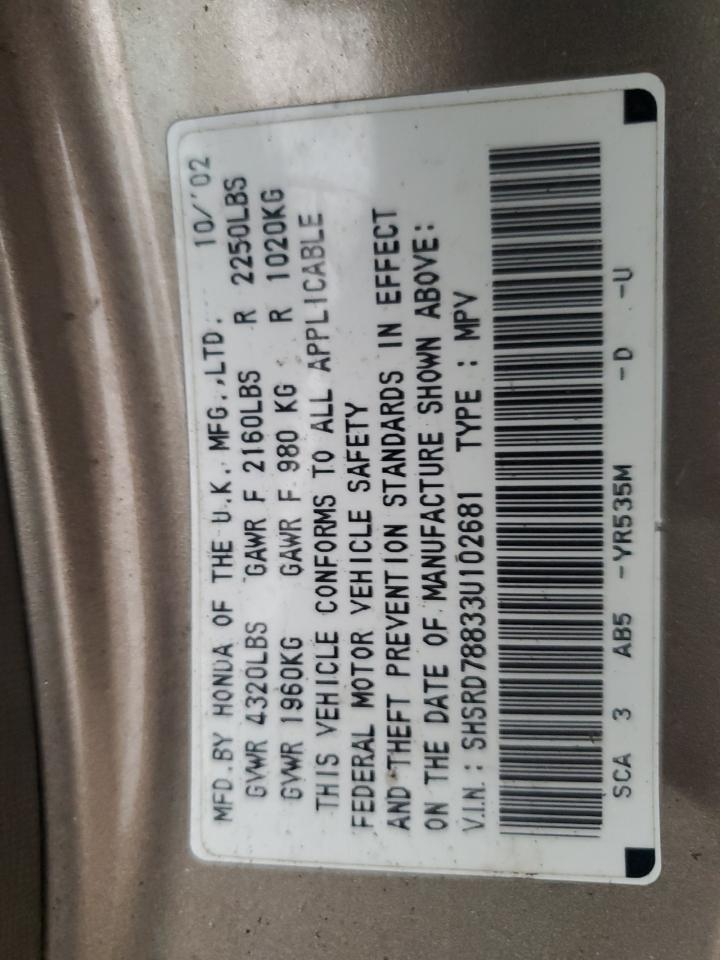 MFD.BY HONDA OF THE U.K. MFG.,LTD. 10/'02
GVWR 4320LBS GAWR F 2160LBS R 2250LBS
GVWR 1960KG GAWR F 980 KG R 1020KG
THIS VEHICLE CONFORMS TO ALL APPLICABLE
FEDERAL MOTOR VEHICLE SAFETY
AND THEFT PREVENTION STANDARDS IN EFFECT
ON THE DATE OF MANUFACTURE SHOWN ABOVE:
V.I.N. : SHSRD78833U102681 TYPE : MPV
SCA 3 AB5 -YR535M -D -U